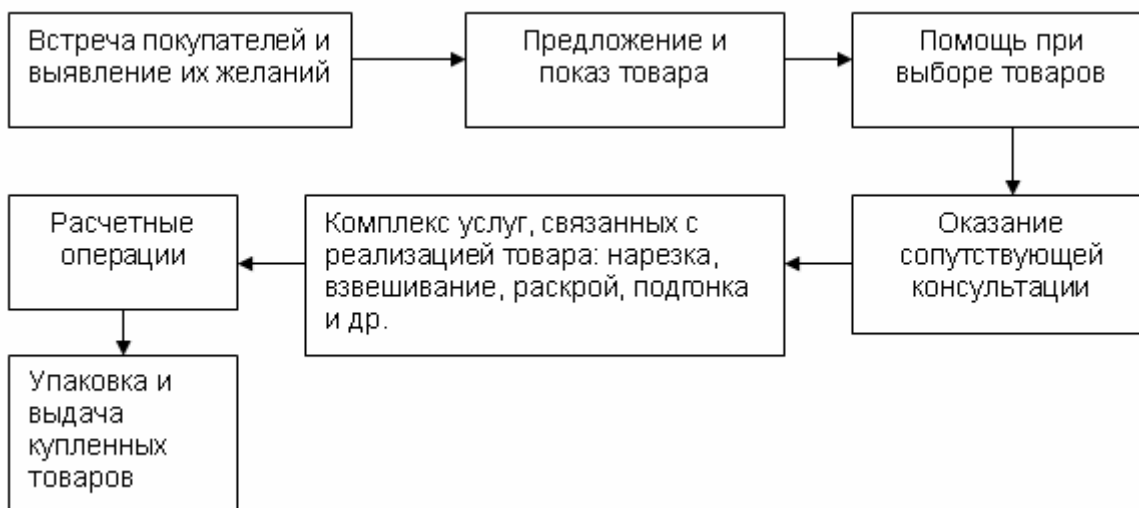 Встреча покупателей и
выявление их желаний
Предложение и
показ товара
Помощь при
выборе товаров
Оказание
сопутствующей
консультации
Комплекс услуг, связанных с
реализацией товара: нарезка,
взвешивание, раскрой, подгонка
и др.
Расчетные
операции
Упаковка и
выдача
купленных
товаров